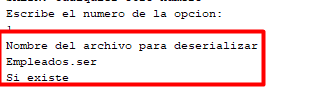 Escribe el numero de la opcion:
Nombre del archivo para deserializar
Empleados.ser
Si existe